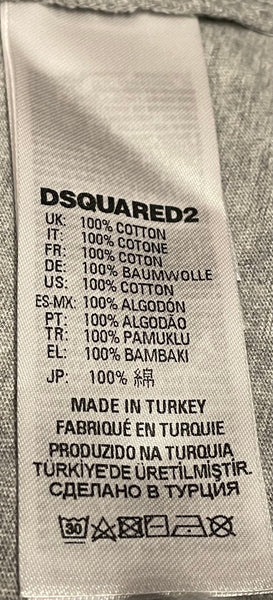 DSQUARED2
UK: 100% COTTON
IT: 100% COTONE
FR: 100% COTON
DE: 100% BAUMWOLLE
US: 100% COTTON
ES-MX: 100% ALGODÓN
PT: 100% ALGODÃO
TR: 100% PAMUKLU
EL: 100% BAMBAKI
JP: 100% 綿
MADE IN TURKEY
FABRIQUÉ EN TURQUIE
PRODUZIDO NA TURQUIA
TÜRKİYE'DE ÜRETİLMİŞTİR.
СДЕЛАНО В ТУРЦИЯ
30